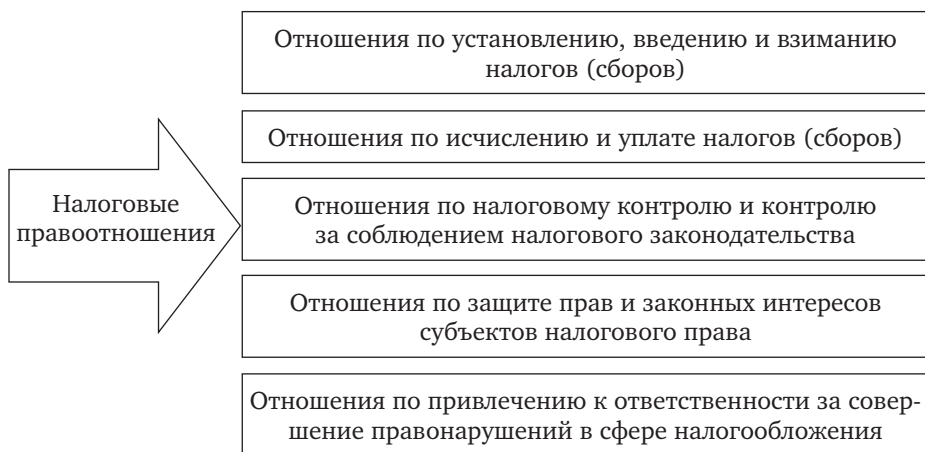 Отношения по установлению, введению и взиманию
налогов (сборов)
Отношения по исчислению и уплате налогов (сборов)
Налоговые
правоотношения
Отношения по налоговому контролю и контролю
за соблюдением налогового законодательства
Отношения по защите прав и законных интересов
субъектов налогового права
Отношения по привлечению к ответственности за совер-
шение правонарушений в сфере налогообложения